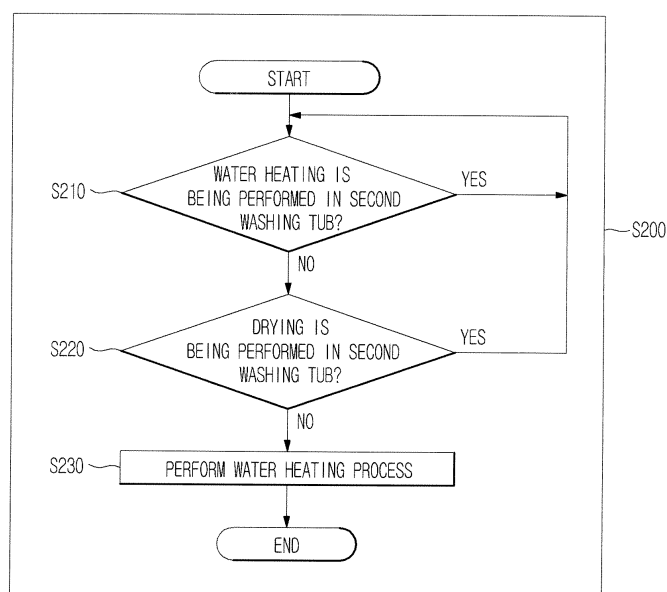 START
WATER HEATING IS
BEING PERFORMED IN SECOND
WASHING TUB?
S210
YES
S200
NO
DRYING IS
BEING PERFORMED IN SECOND
WASHING TUB?
S220
YES
NO
S230
PERFORM WATER HEATING PROCESS
END